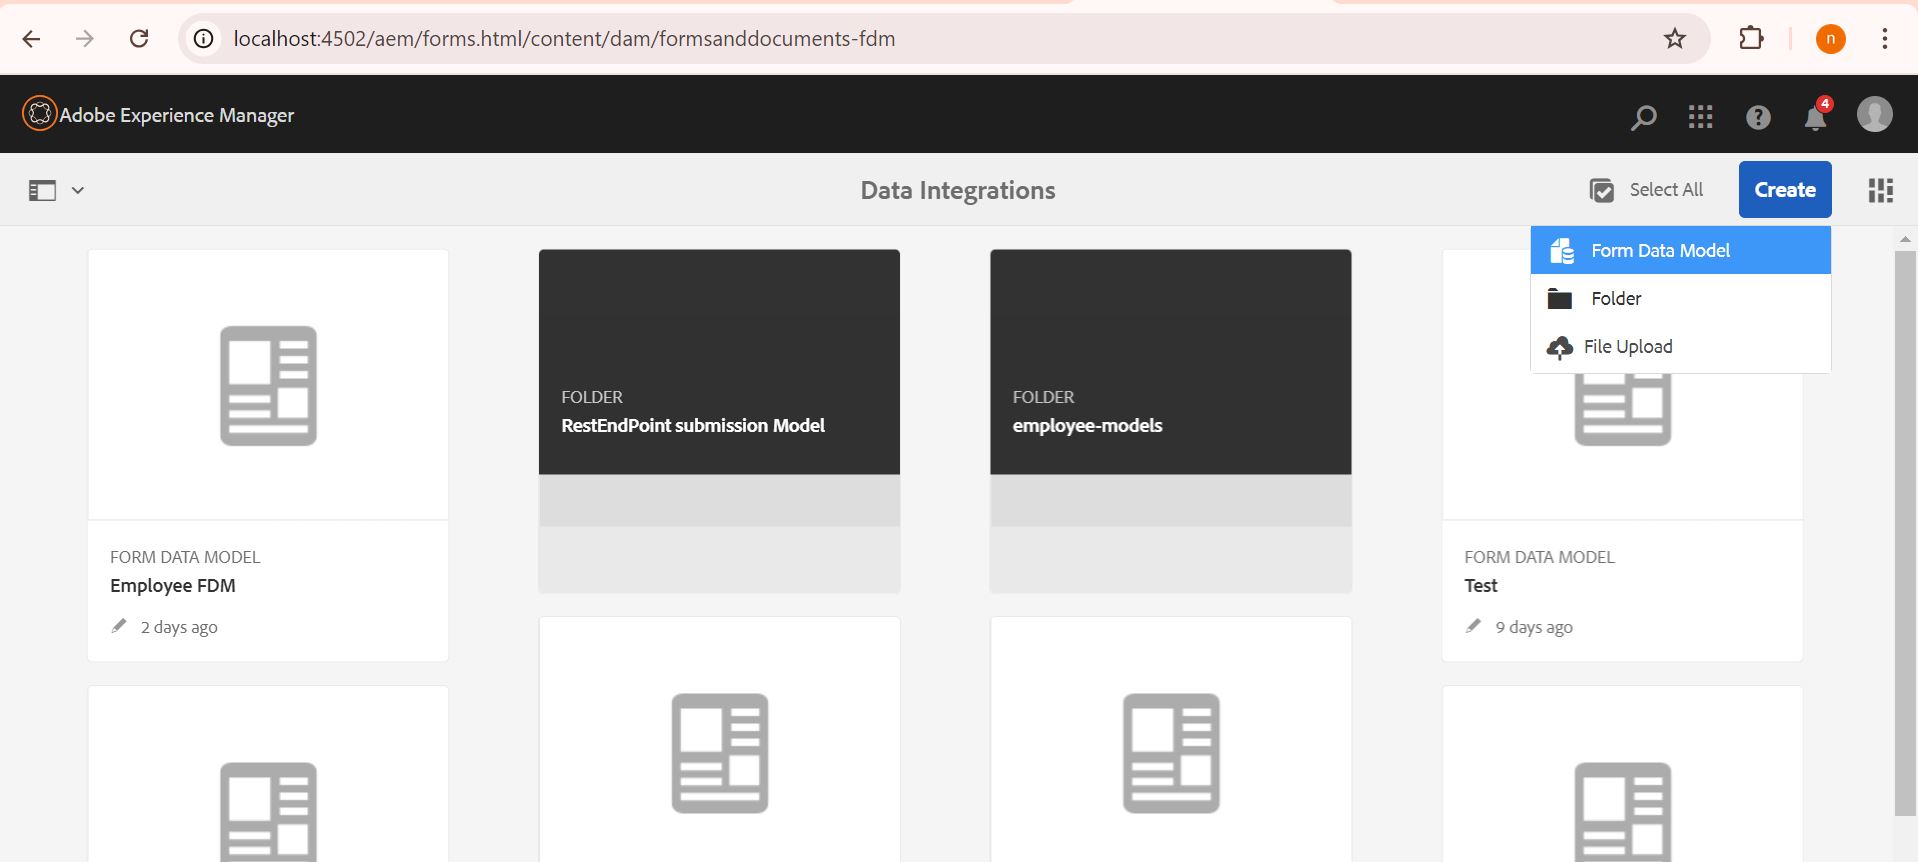 localhost:4502/aem/forms.html/content/dam/formsanddocuments-fdm
n
Adobe Experience Manager
4
Data Integrations
Select All
Create
Form Data Model
Folder
File Upload
FOLDER
RestEndPoint submission Model
FOLDER
employee-models
FORM DATA MODEL
Employee FDM
2 days ago
FORM DATA MODEL
Test
9 days ago